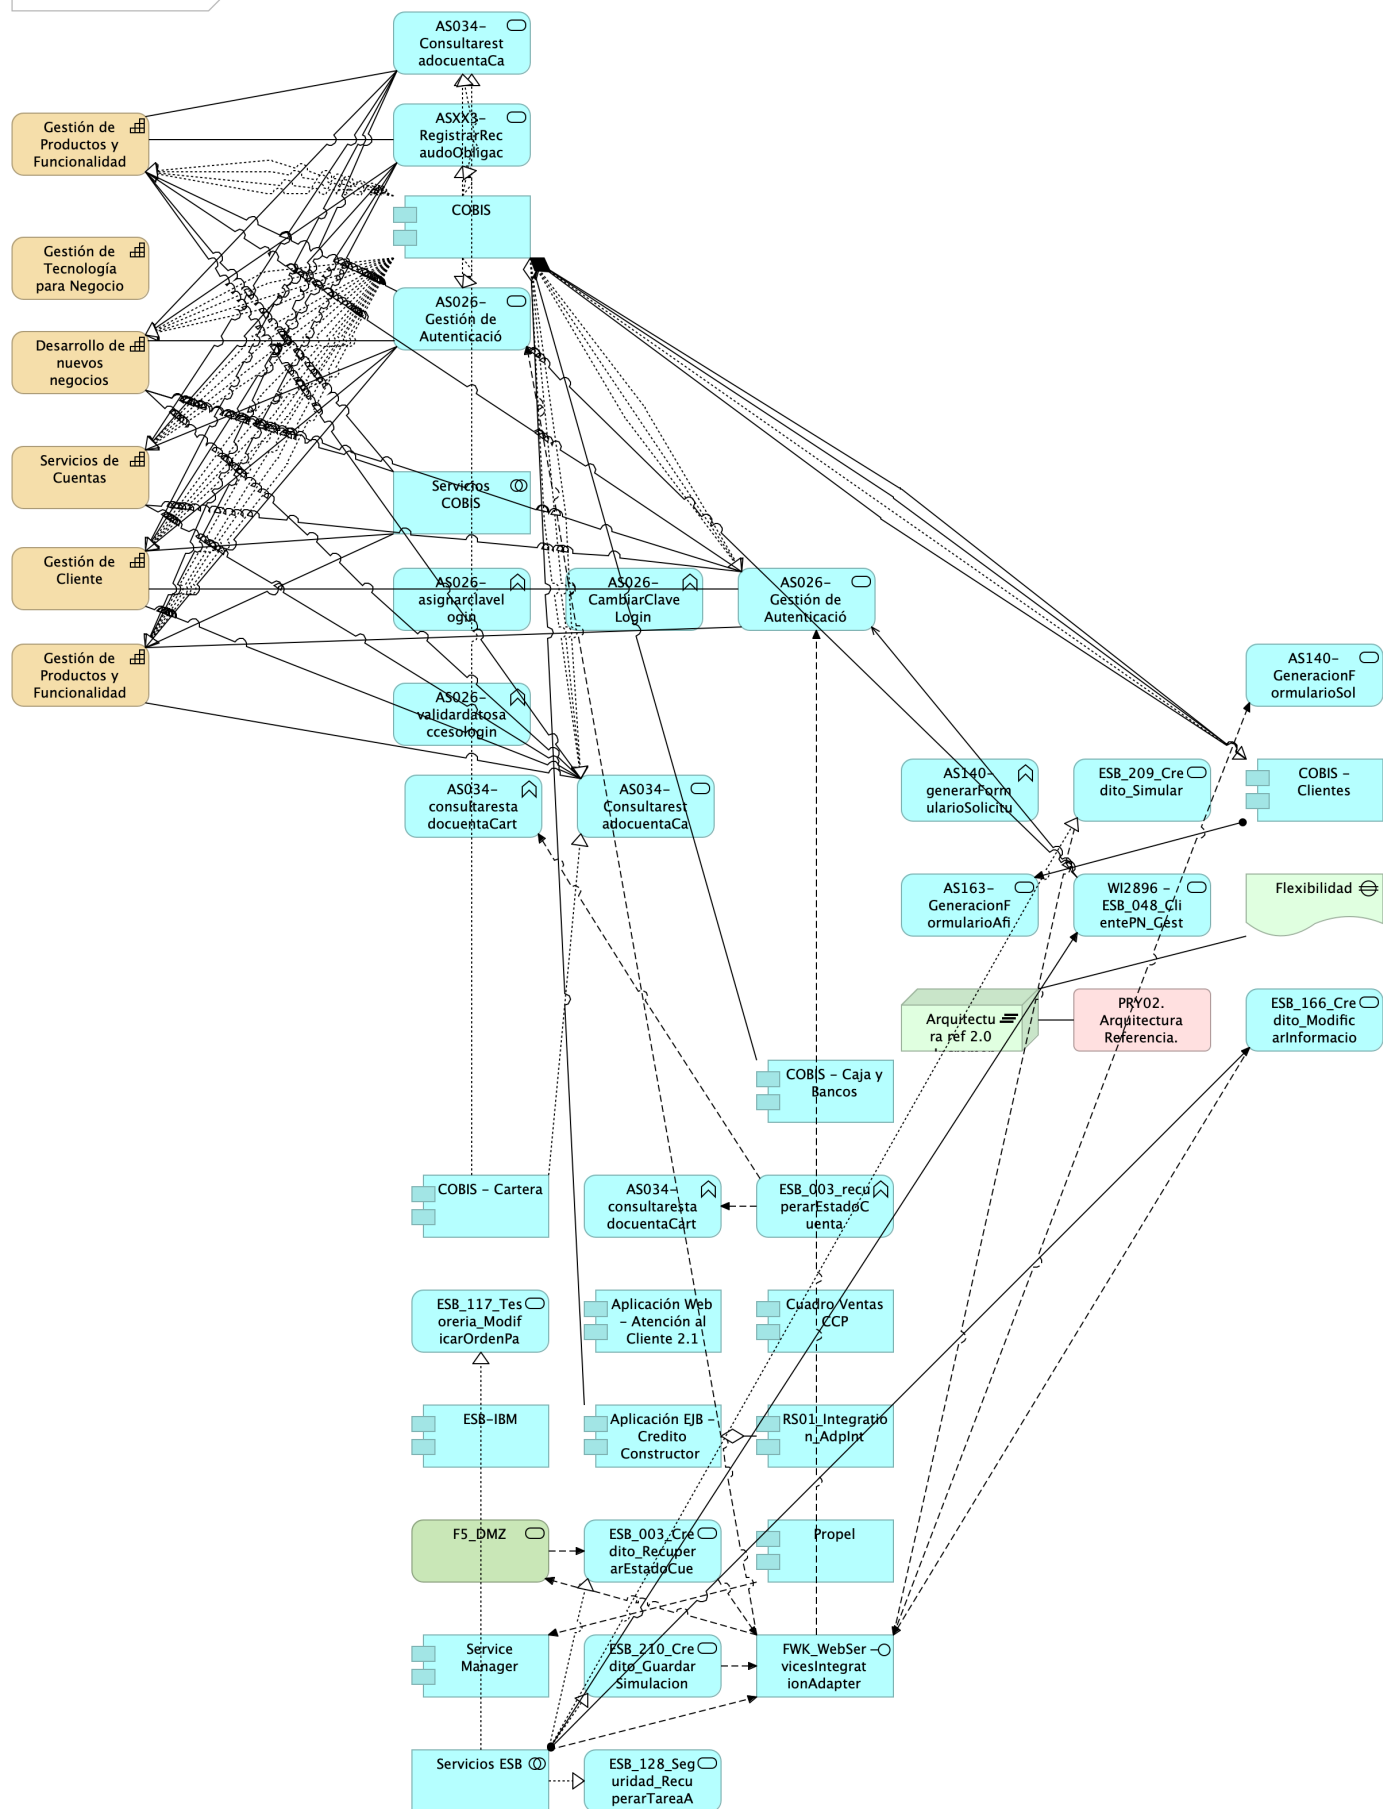 AS034-
Consultarest
adocuentaCa
Gestión de
Productos y
Funcionalidad
ASXX3-
RegistrarRec
audoObligac
COBIS
Gestión de
Tecnología
para Negocio
AS026-
Gestión de
Autenticació
Desarrollo de
nuevos
negocios
Servicios de
Cuentas
Servicios
COBIS
Gestión de
Cliente
AS026-
asignarclavel
ogin
AS026-
CambiarClave
Login
AS026-
Gestión de
Autenticació
Gestión de
Productos y
Funcionalidad
AS026-
validardatosa
ccesologin
AS140-
GeneracionF
ormularioSol
AS034-
consultaresta
docuentaCart
AS034-
Consultarest
adocuentaCa
AS140-
generarForm
ularioSolicitu
ESB_209_Cre
dito_Simular
COBIS -
Clientes
AS163-
GeneracionF
ormularioAfi
WI2896 -
ESB_048_Cli
entePN_Gest
Flexibilidad
Arquitectu
ra ref 2.0
PRY02.
Arquitectura
Referencia.
ESB_166_Cre
dito_Modific
arInformacio
COBIS - Caja y
Bancos
COBIS - Cartera
AS034-
consultaresta
docuentaCart
ESB_003_recu
perarEstadoC
uenta
ESB_117_Tes
oreria_Modif
icarOrdenPa
Aplicación Web
- Atención al
Cliente 2.1
Cuadro Ventas
CCP
ESB-IBM
Aplicación EJB -
Credito
Constructor
RS01_Integratio
n_AdpInt
F5_DMZ
ESB_003_Cre
dito_Recuper
arEstadoCue
Propel
Service
Manager
ESB_210_Cre
dito_Guardar
Simulacion
FWK_WebSer
vicesIntegrat
ionAdapter
Servicios ESB
ESB_128_Seg
uridad_Recu
perarTareaA